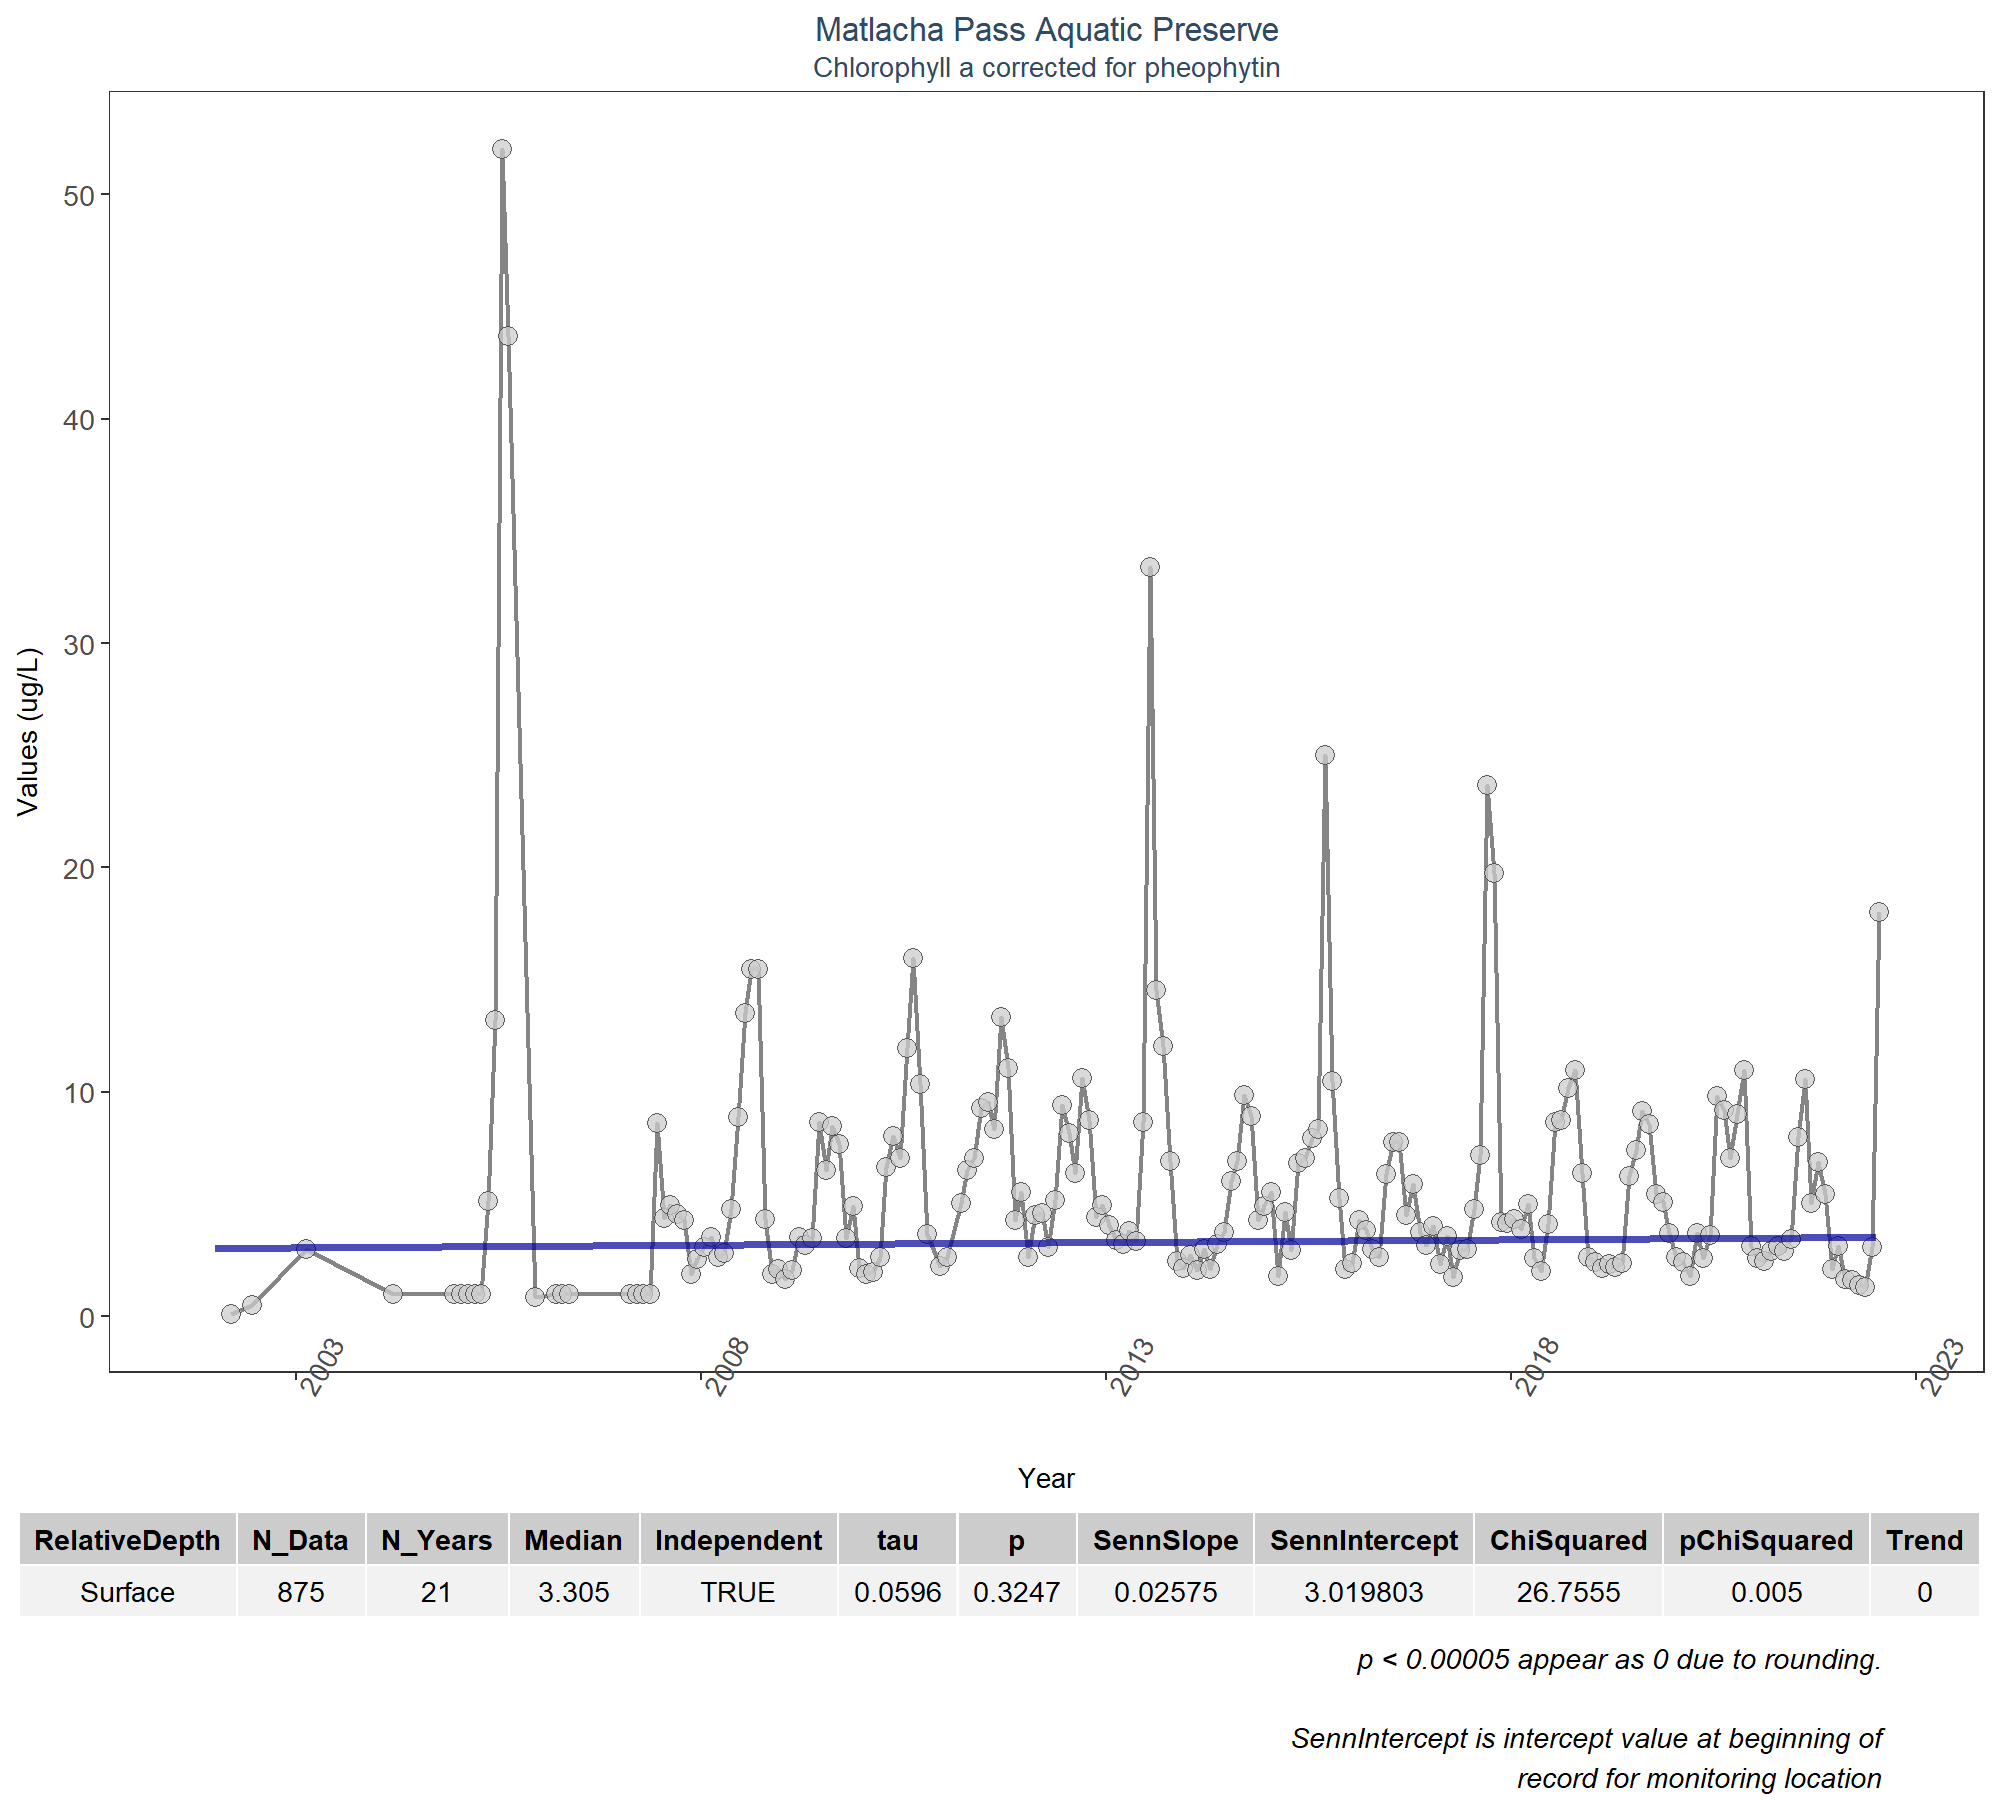 Matlacha Pass Aquatic Preserve
Chlorophyll a corrected for pheophytin
Values (ug/L)
50
40
30
20
10
0
2003 2008 2013 2018 2023
Year
RelativeDepth N_Data N_Years Median Independent tau p SennSlope SennIntercept ChiSquared pChiSquared Trend
Surface 875 21 3.305 TRUE 0.0596 0.3247 0.02575 3.019803 26.7555 0.005 0
p < 0.00005 appear as 0 due to rounding.
SennIntercept is intercept value at beginning of
record for monitoring location